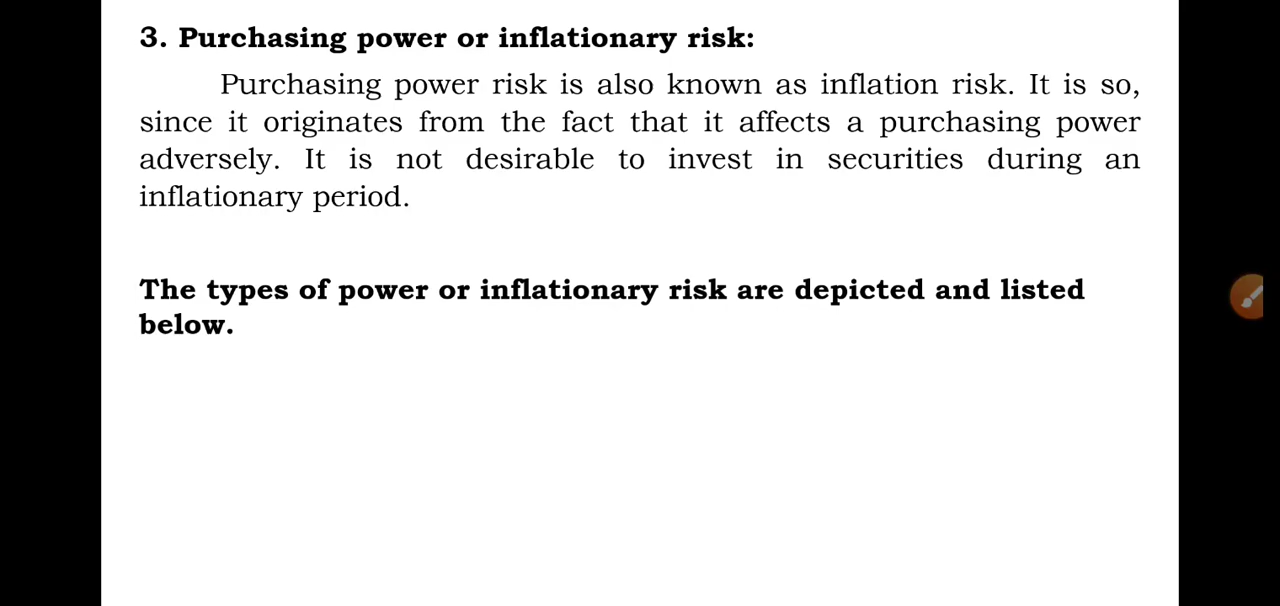 3. Purchasing power or inflationary risk:
Purchasing power risk is also known as inflation risk. It is so,
since it originates from the fact that it affects a purchasing power
adversely. It is not desirable to invest in securities during an
inflationary period.
The types of power or inflationary risk are depicted and listed
below.